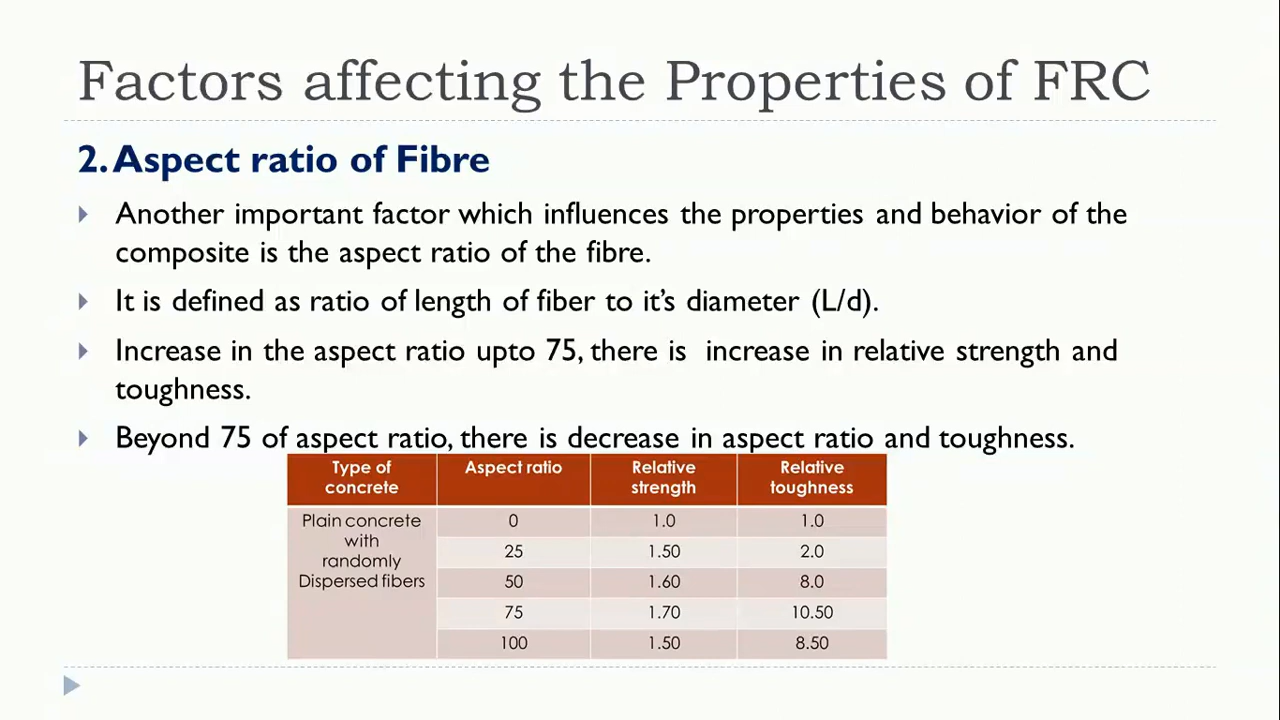 Factors affecting the Properties of FRC
2. Aspect ratio of Fibre
Another important factor which influences the properties and behavior of the
composite is the aspect ratio of the fibre.
It is defined as ratio of length of fiber to it's diameter (L/d).
Increase in the aspect ratio upto 75, there is increase in relative strength and
toughness.
Beyond 75 of aspect ratio, there is decrease in aspect ratio and toughness.
Type of concrete Aspect ratio Relative strength Relative toughness
Plain concrete with randomly Dispersed fibers 0 1.0 1.0
25 1.50 2.0
50 1.60 8.0
75 1.70 10.50
100 1.50 8.50